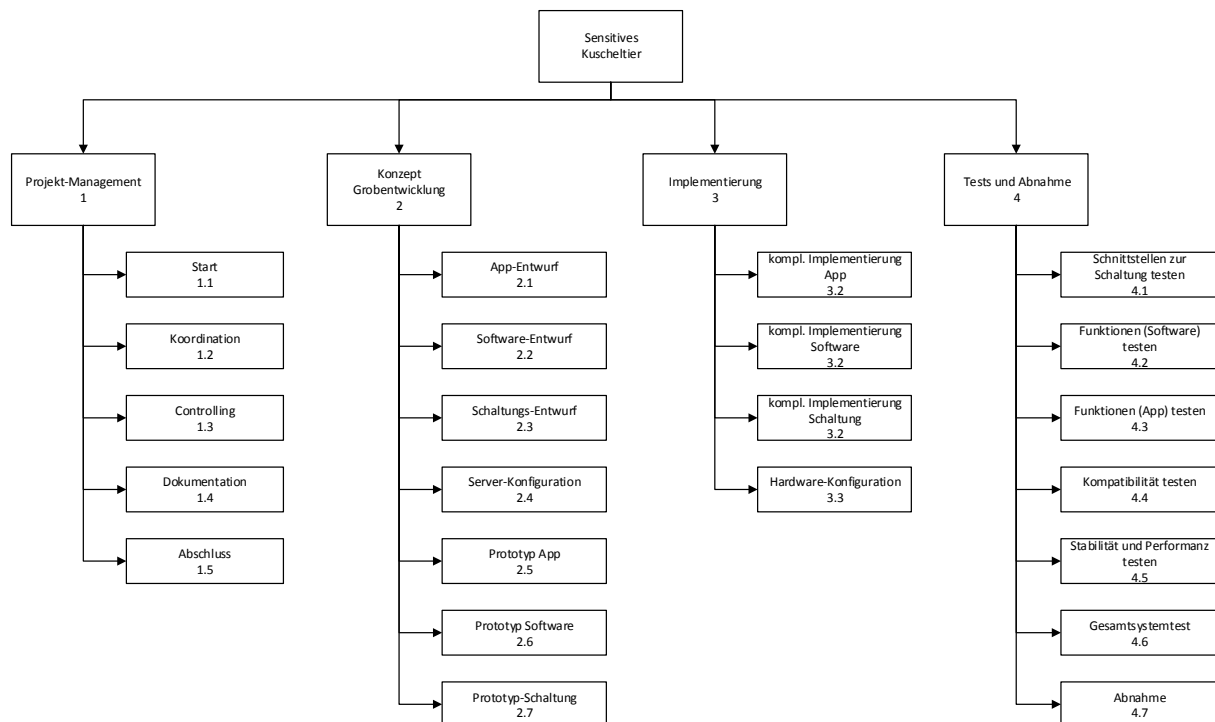 Sensitives
Kuscheltier
Projekt-Management
1
Konzept
Grobentwicklung
2
Implementierung
3
Tests und Abnahme
4
Start
1.1
Koordination
1.2
Controlling
1.3
Dokumentation
1.4
Abschluss
1.5
App-Entwurf
2.1
Software-Entwurf
2.2
Schaltungs-Entwurf
2.3
Server-Konfiguration
2.4
Prototyp App
2.5
Prototyp Software
2.6
Prototyp-Schaltung
2.7
kompl. Implementierung
App
3.2
kompl. Implementierung
Software
3.2
kompl. Implementierung
Schaltung
3.2
Hardware-Konfiguration
3.3
Schnittstellen zur
Schaltung testen
4.1
Funktionen (Software)
testen
4.2
Funktionen (App) testen
4.3
Kompatibilität testen
4.4
Stabilität und Performanz
testen
4.5
Gesamtsystemtest
4.6
Abnahme
4.7